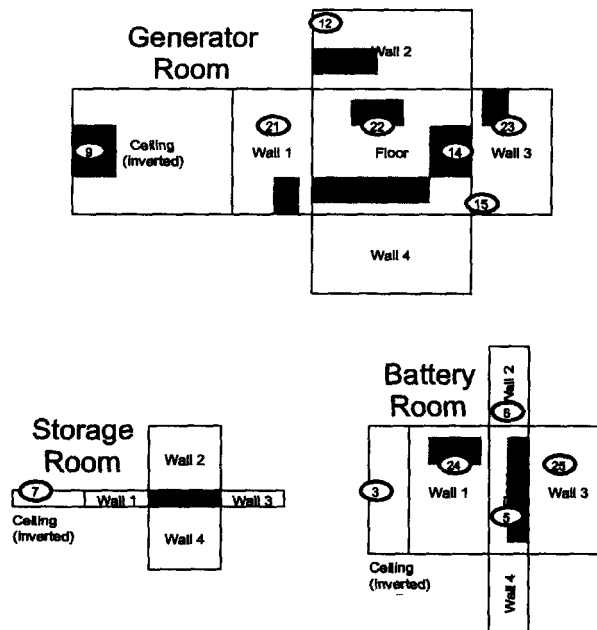 Generator
Room
12
Wall 2
21
22
23
9
Ceiling
(inverted)
Wall 1
Floor
14
Wall 3
15
Wall 4
Battery
Room
Wall 2
6
Storage
Room
Wall 2
24
25
7
Wall 1
Wall 3
3
Wall 1
Wall 3
Ceiling
(inverted)
Wall 4
5
Ceiling
(inverted)
Wall 4